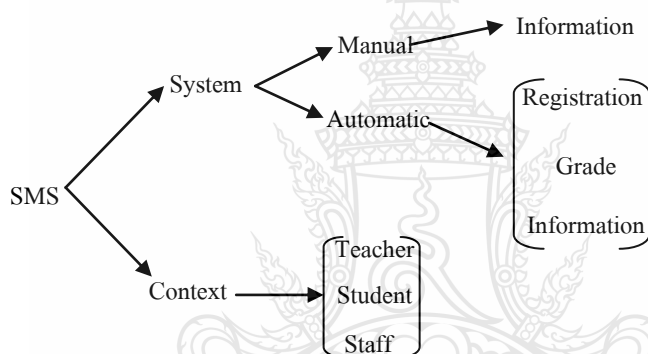 Information
Manual
System
Registration
Automatic
Grade
SMS
Information
Teacher
Context
Student
Staff